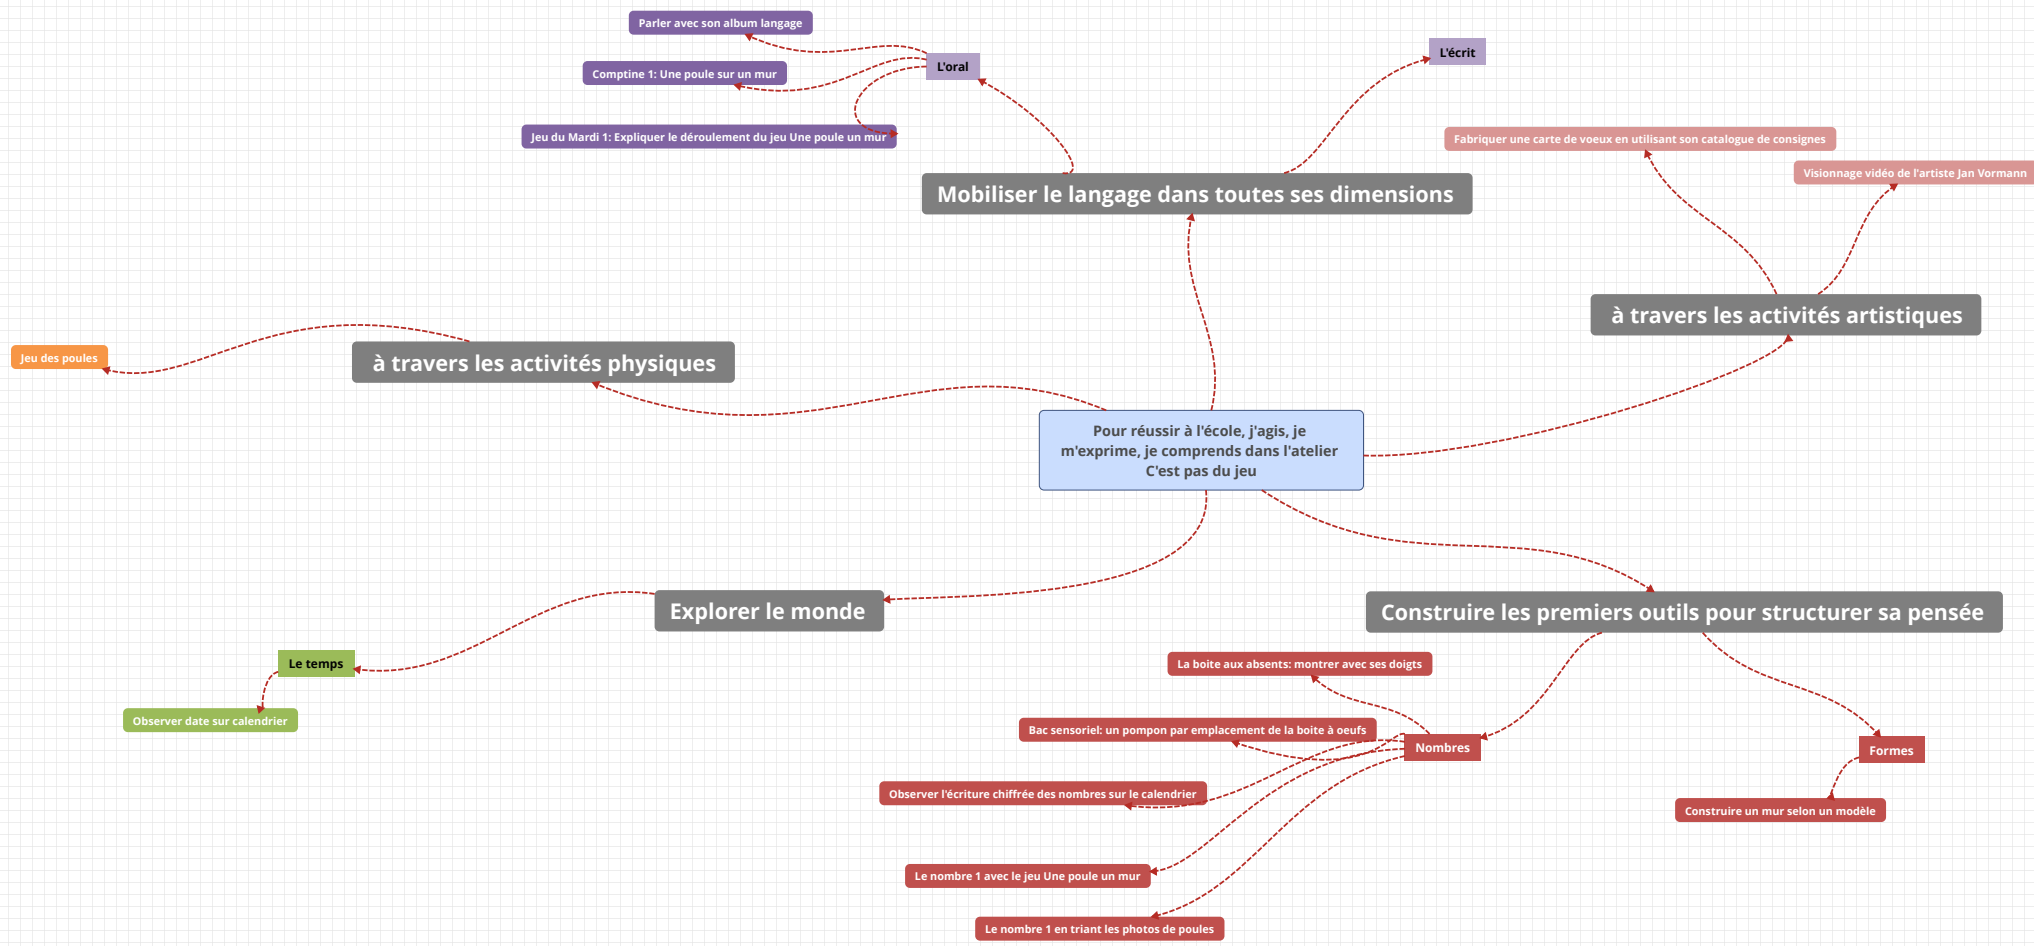 Parler avec son album langage
L'oral
L'écrit
Comptine 1: Une poule sur un mur
Jeu du Mardi 1: Expliquer le déroulement du jeu Une poule un mur
Fabriquer une carte de voeux en utilisant son catalogue de consignes
Visionnage vidéo de l'artiste Jan Vormann
Mobiliser le langage dans toutes ses dimensions
à travers les activités artistiques
Jeu des poules
à travers les activités physiques
Pour réussir à l'école, j'agis, je
m'exprime, je comprends dans l'atelier
C'est pas du jeu
Explorer le monde
Construire les premiers outils pour structurer sa pensée
Le temps
La boite aux absents: montrer avec ses doigts
Observer date sur calendrier
Bac sensoriel: un pompon par emplacement de la boite à oeufs
Nombres
Formes
Observer l'écriture chiffrée des nombres sur le calendrier
Construire un mur selon un modèle
Le nombre 1 avec le jeu Une poule un mur
Le nombre 1 en triant les photos de poules